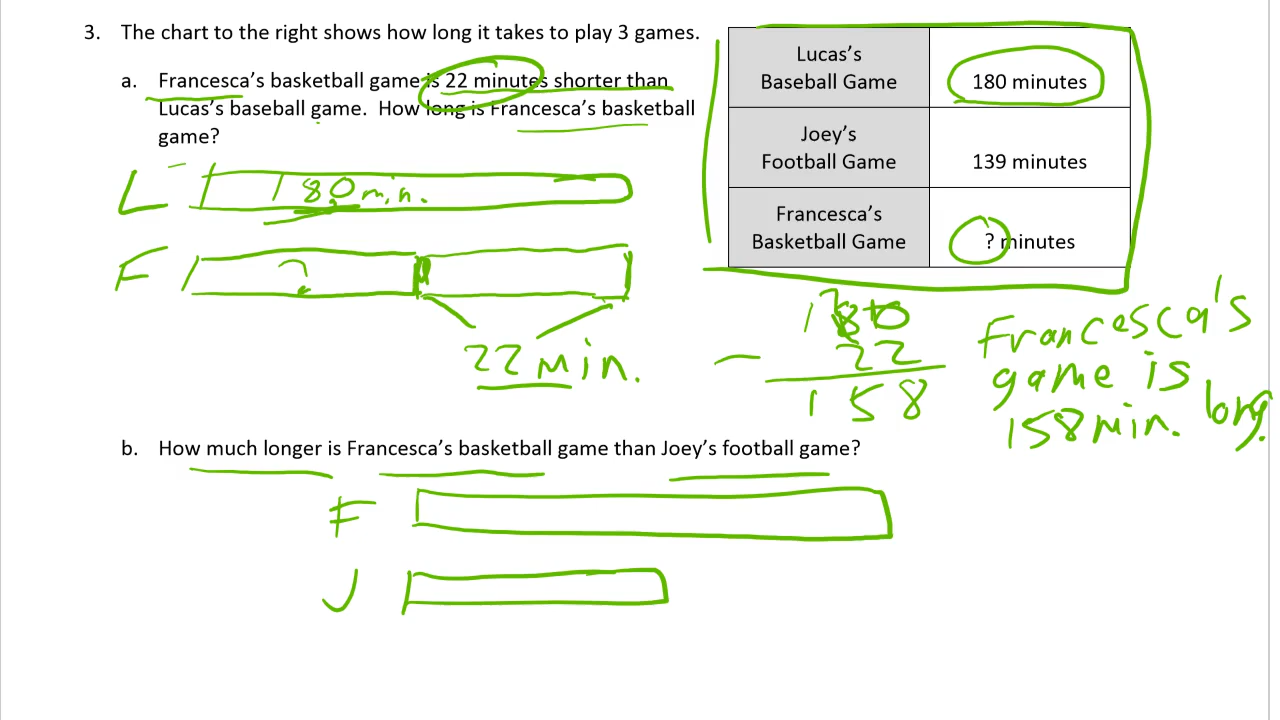 3. The chart to the right shows how long it takes to play 3 games.
a. Francesca's basketball game is 22 minutes shorter than
Lucas's baseball game. How long is Francesca's basketball
game?
Lucas's
Baseball Game
180 minutes
Joey's
Football Game
139 minutes
Francesca's
Basketball Game
? minutes
L 180 min.
F ?
22 min.
180
- 22
158
Francesca's
game is
158 min. long.
b. How much longer is Francesca's basketball game than Joey's football game?
F
J